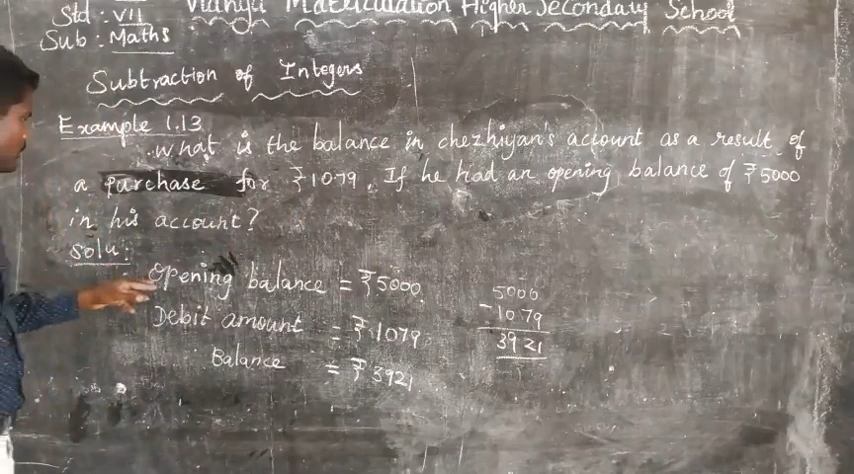 Std : VII
Matriculation Higher Secondary School
Sub : Maths
Subtraction of Integers
Example 1.13
What is the balance in chezhiyan's account as a result of
a purchase for ₹1079. If he had an opening balance of ₹5000
in his account?
Solu:
Opening balance = ₹5000
Debit amount = ₹1079
Balance = ₹3921
5000
-1079
3921